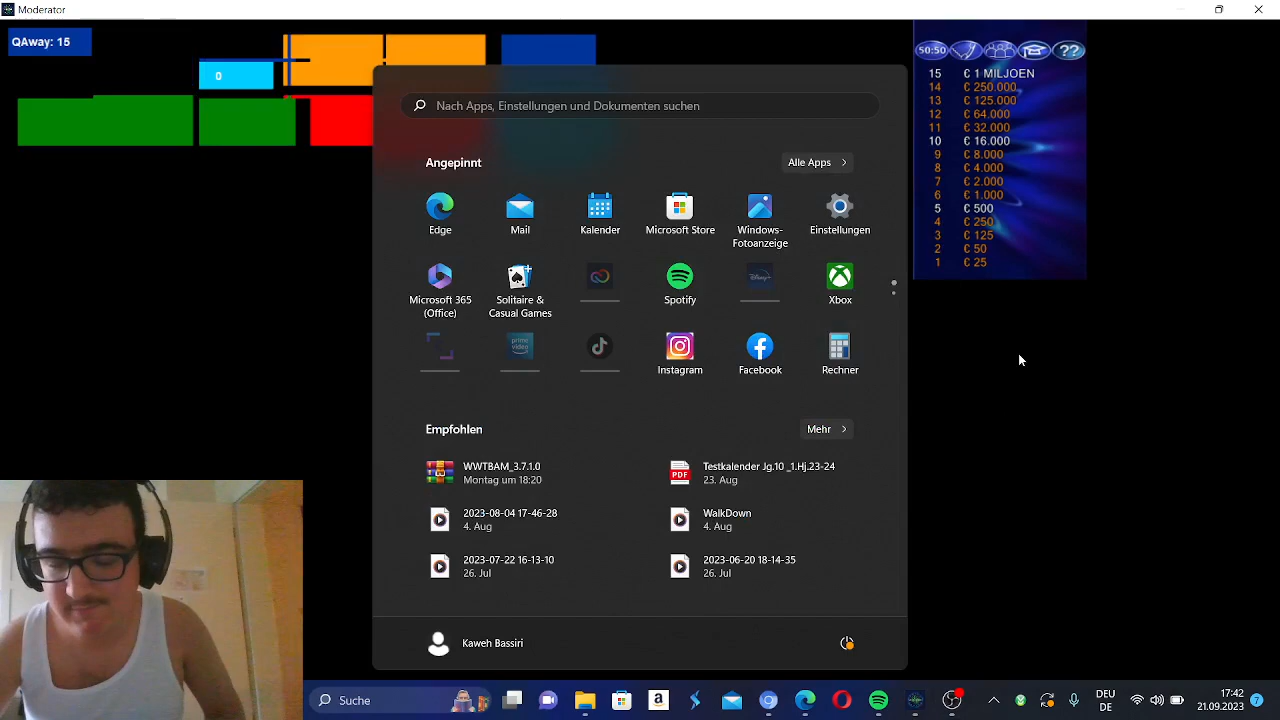 Moderator
QAway: 15
0
50:50
??
15 € 1 MILJOEN
14 € 250.000
13 € 125.000
12 € 64.000
11 € 32.000
10 € 16.000
9 € 8.000
8 € 4.000
7 € 2.000
6 € 1.000
5 € 500
4 € 250
3 € 125
2 € 50
1 € 25
Nach Apps, Einstellungen und Dokumenten suchen
Angepinnt
Alle Apps
Edge
Mail
Kalender
Microsoft Store
Windows-
Fotoanzeige
Einstellungen
Microsoft 365
(Office)
Solitaire &
Casual Games
Spotify
Disney+
Xbox
prime
video
Instagram
Facebook
Rechner
Empfohlen
Mehr
WWTBAM_3.7.1.0
Montag um 18:20
PDF
Testkalender Jg.10 _1.Hj.23-24
23. Aug
2023-08-04 17-46-28
4. Aug
WalkDown
4. Aug
2023-07-22 16-13-10
26. Jul
2023-06-20 18-14-35
26. Jul
Kaweh Bassiri
Suche
DEU
DE
17:42
21.09.2023
7